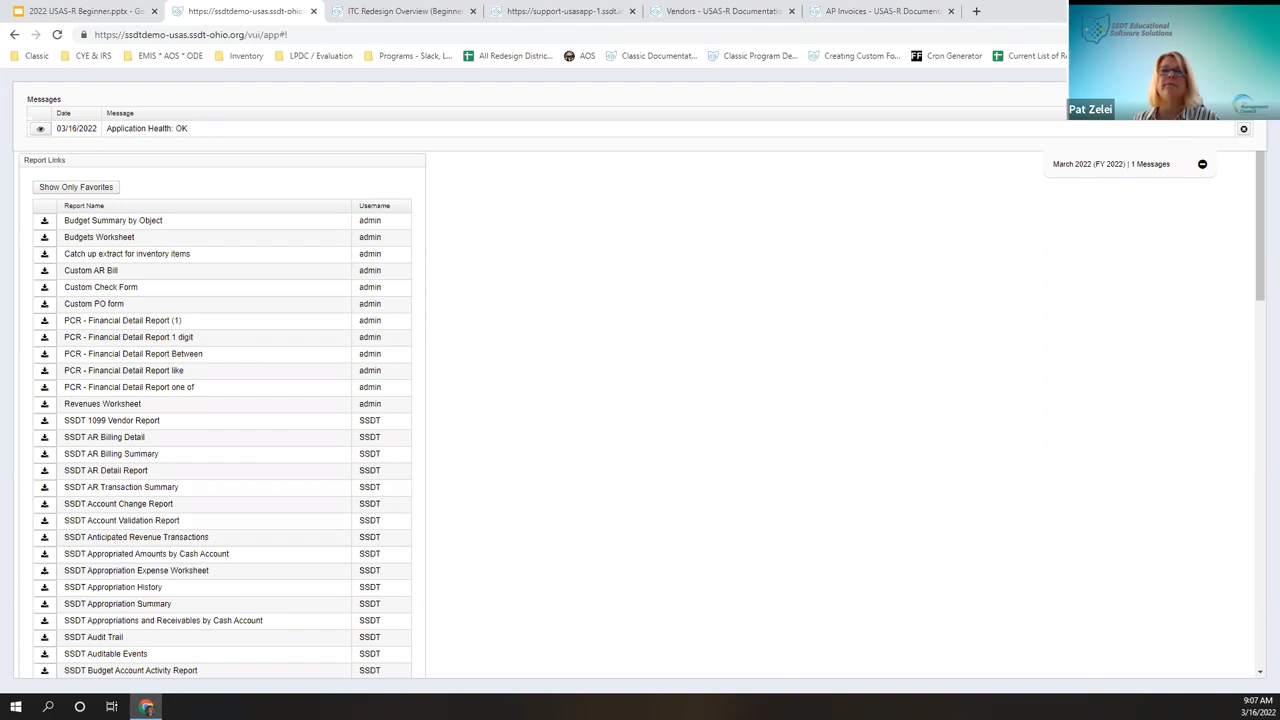 2022 USAS-R Beginner.pptx - Go
https://ssdtdemo-usas.ssdt-ohio.
ITC Redesign Overview (Beginner
https://support-usasapp-1.ssdt.io
Vendors - USAS-R Documentatio
AP Invoices - USAS-R Document
https://ssdtdemo-usas.ssdt-ohio.org/vui/app#!
Classic
CYE & IRS
EMIS * AOS * ODE
Inventory
LPDC / Evaluation
Programs - Slack, L...
All Redesign Distric...
AOS
Classic Documentat...
Classic Program De...
Creating Custom Fo...
Cron Generator
Current List of R
SSDT Educational
Software Solutions
Management
Council
Pat Zelei
Messages
Date Message
03/16/2022 Application Health: OK
March 2022 (FY 2022) | 1 Messages
Report Links
Show Only Favorites
Report Name Username
Budget Summary by Object admin
Budgets Worksheet admin
Catch up extract for inventory items admin
Custom AR Bill admin
Custom Check Form admin
Custom PO form admin
PCR - Financial Detail Report (1) admin
PCR - Financial Detail Report 1 digit admin
PCR - Financial Detail Report Between admin
PCR - Financial Detail Report like admin
PCR - Financial Detail Report one of admin
Revenues Worksheet admin
SSDT 1099 Vendor Report SSDT
SSDT AR Billing Detail SSDT
SSDT AR Billing Summary SSDT
SSDT AR Detail Report SSDT
SSDT AR Transaction Summary SSDT
SSDT Account Change Report SSDT
SSDT Account Validation Report SSDT
SSDT Anticipated Revenue Transactions SSDT
SSDT Appropriated Amounts by Cash Account SSDT
SSDT Appropriation Expense Worksheet SSDT
SSDT Appropriation History SSDT
SSDT Appropriation Summary SSDT
SSDT Appropriations and Receivables by Cash Account SSDT
SSDT Audit Trail SSDT
SSDT Auditable Events SSDT
SSDT Budget Account Activity Report SSDT
9:07 AM
3/16/2022